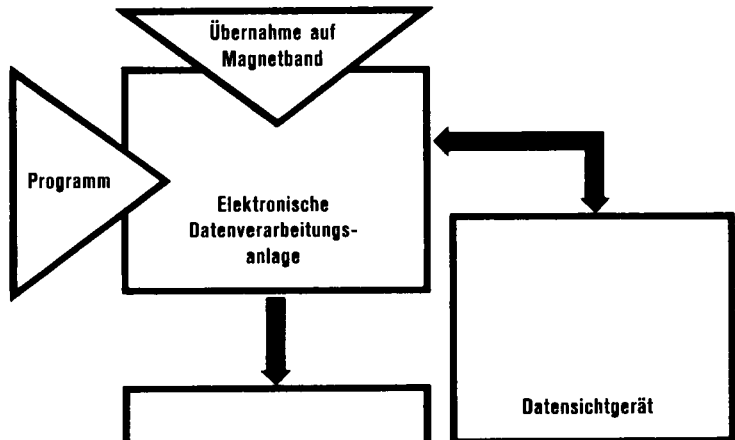 Übernahme auf
Magnetband
Programm
Elektronische
Datenverarbeitungs-
anlage
Datensichtgerät